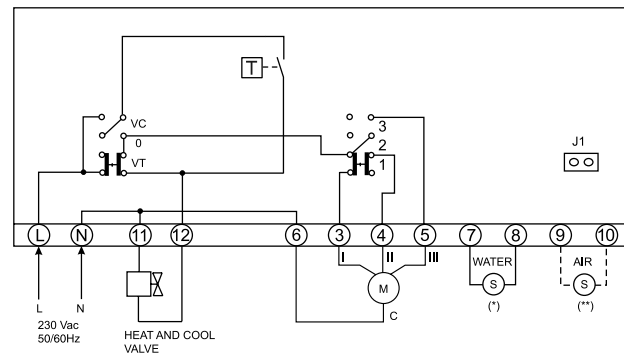 T
VC
0
VT
3
2
1
J1
L N 11 12 6 3 4 5 7 8 9 10
I II III
WATER
S
(*)
AIR
S
(**)
M
C
L N
230 Vac
50/60Hz
HEAT AND COOL
VALVE